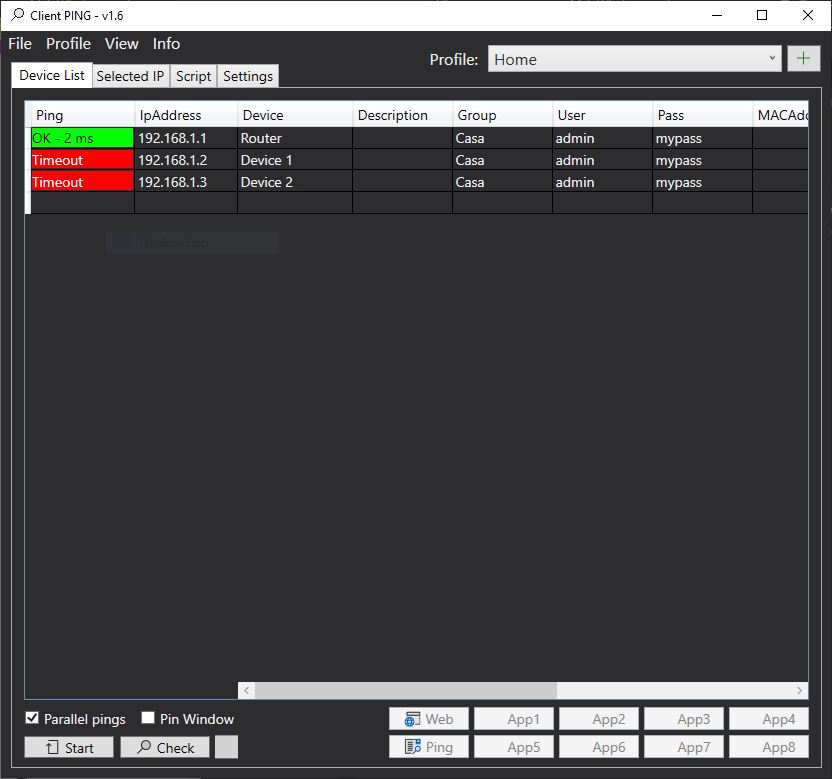 Client PING - v1.6
File Profile View Info
Profile: Home
Device List Selected IP Script Settings
Ping IpAddress Device Description Group User Pass MACAdd
OK - 2 ms 192.168.1.1 Router Casa admin mypass
Timeout 192.168.1.2 Device 1 Casa admin mypass
Timeout 192.168.1.3 Device 2 Casa admin mypass
Window Snip
Parallel pings Pin Window
Web App1 App2 App3 App4
Start Check
Ping App5 App6 App7 App8